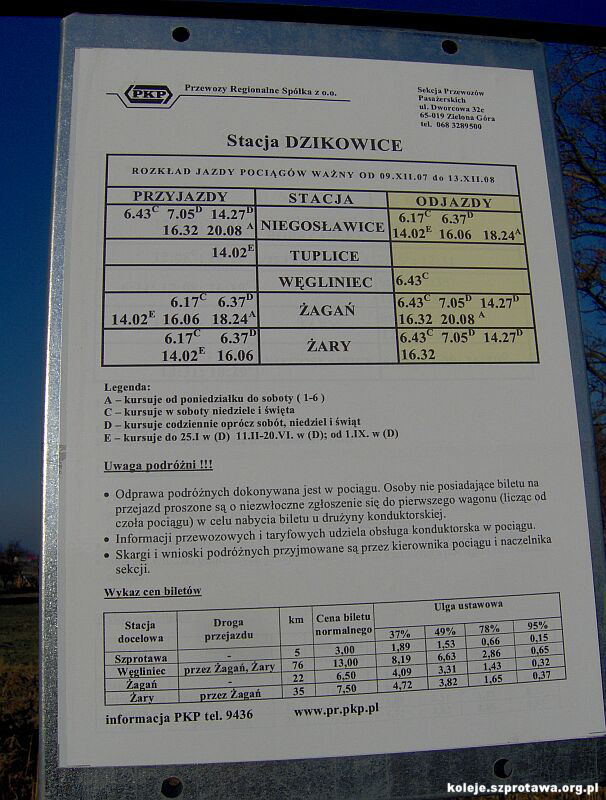 PKP
Przewozy Regionalne Spółka z o.o.
Sekcja Przewozów
Pasażerskich
ul. Dworcowa 32c
65-019 Zielona Góra
tel. 068 3289500
Stacja DZIKOWICE
ROZKŁAD JAZDY POCIĄGÓW WAŻNY OD 09.XII.07 do 13.XII.08
PRZYJAZDY STACJA ODJAZDY
6.43C 7.05D 14.27D
16.32 20.08 A
NIEGOSŁAWICE
6.17C 6.37D
14.02E 16.06 18.24A
14.02E TUPLICE
WĘGLINIEC 6.43C
6.17C 6.37D
14.02E 16.06 18.24A
ŻAGAŃ
6.43C 7.05D 14.27D
16.32 20.08 A
6.17C 6.37D
14.02E 16.06
ŻARY
6.43C 7.05D 14.27D
16.32
Legenda:
A – kursuje od poniedziałku do soboty ( 1-6 )
C – kursuje w soboty niedziele i święta
D – kursuje codziennie oprócz sobót, niedziel i świąt
E – kursuje do 25.I w (D) 11.II-20.VI. w (D); od 1.IX. w (D)
Uwaga podróżni !!!
• Odprawa podróżnych dokonywana jest w pociągu. Osoby nie posiadające biletu na
przejazd proszone są o niezwłoczne zgłoszenie się do pierwszego wagonu (licząc od
czoła pociągu) w celu nabycia biletu u drużyny konduktorskiej.
• Informacji przewozowych i taryfowych udziela obsługa konduktorska w pociągu.
• Skargi i wnioski podróżnych przyjmowane są przez kierownika pociągu i naczelnika
sekcji.
Wykaz cen biletów
Stacja
docelowa
Droga
przejazdu
km
Cena biletu
normalnego
Ulga ustawowa
37% 49% 78% 95%
Szprotawa - 5 3,00 1,89 1,53 0,66 0,15
Węgliniec przez Żagań, Żary 76 13,00 8,19 6,63 2,86 0,65
Żagań - 22 6,50 4,09 3,31 1,43 0,32
Żary przez Żagań 35 7,50 4,72 3,82 1,65 0,37
informacja PKP tel. 9436 www.pr.pkp.pl
koleje.szprotawa.org.pl